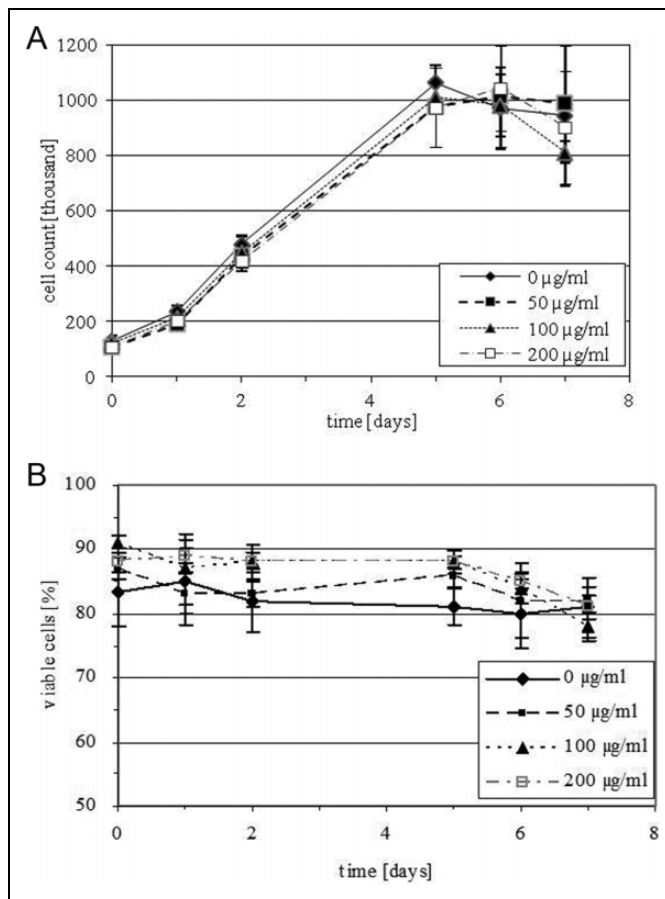 A
1200
1000
800
600
400
200
0
cell count [thousand]
0 µg/ml
50 µg/ml
100 µg/ml
200 µg/ml
0 2 4 6 8
time [days]
B
100
90
80
70
60
50
viable cells [%]
0 µg/ml
50 µg/ml
100 µg/ml
200 µg/ml
0 2 4 6 8
time [days]